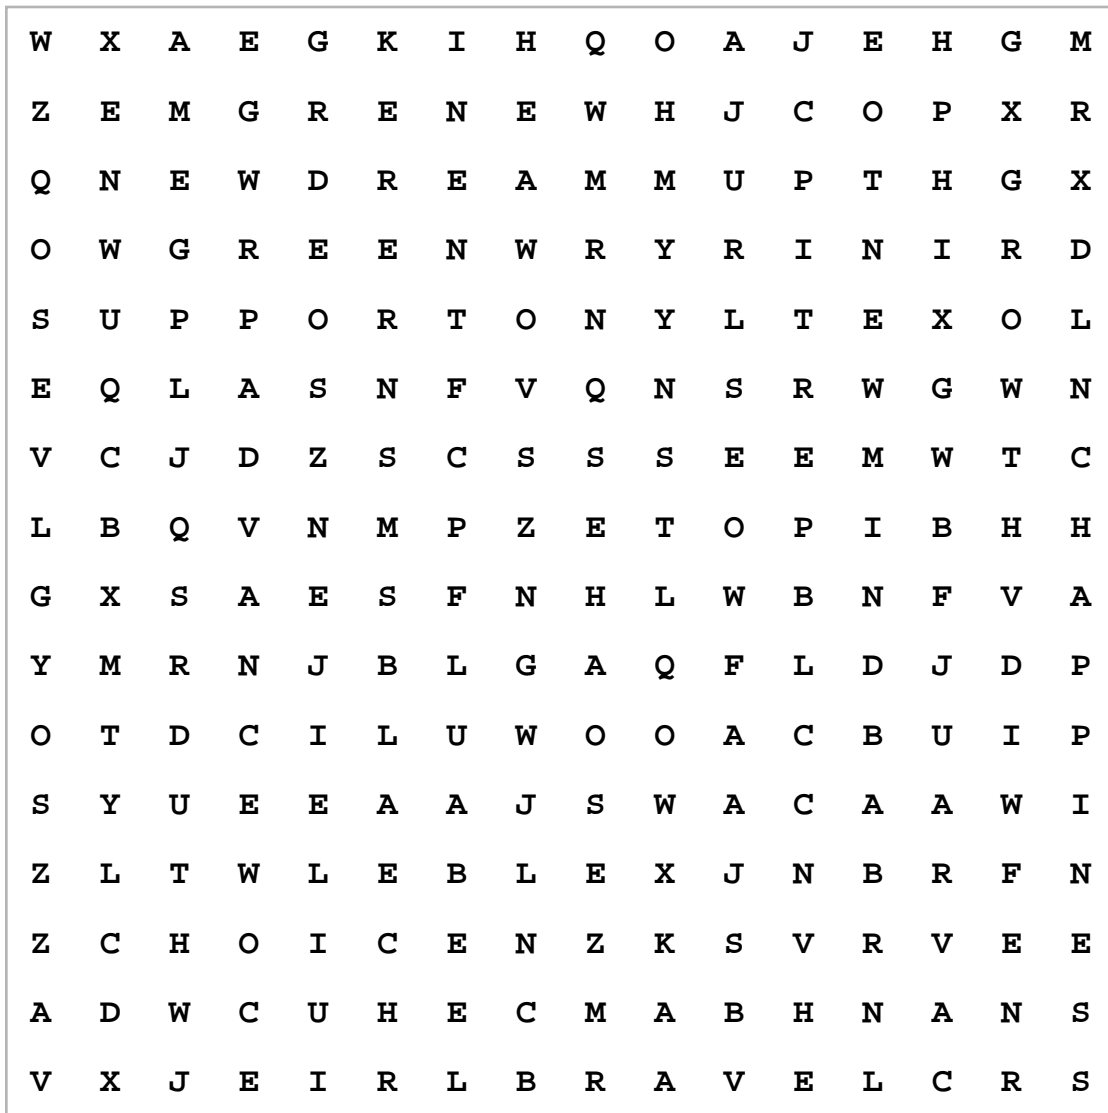 W X A E G K I H Q O A J E H G M
Z E M G R E N E W H J C O P X R
Q N E W D R E A M M U P T H G X
O W G R E E N W R Y R I N I R D
S U P P O R T O N Y L T E X O L
E Q L A S N F V Q N S R W G W N
V C J D Z S C S S S E E M W T C
L B Q V N M P Z E T O P I B H H
G X S A E S F N H L W B N F V A
Y M R N J B L G A Q F L D J D P
O T D C I L U W O O A C B U I P
S Y U E E A A J S W A C A A W I
Z L T W L E B L E X J N B R F N
Z C H O I C E N Z K S V R V E E
A D W C U H E C M A B H N A N S
V X J E I R L B R A V E L C R S